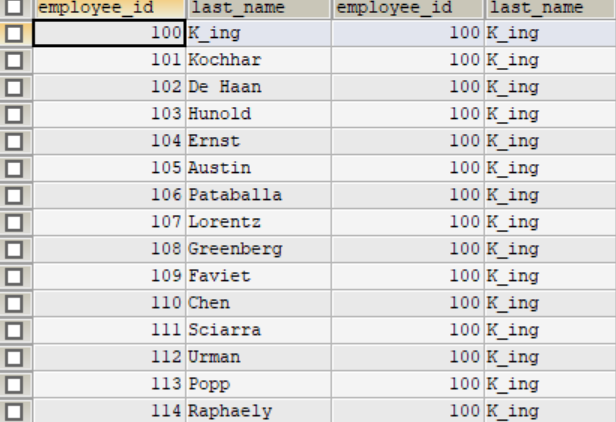 employee_id last_name employee_id last_name
100 K_ing 100 K_ing
101 Kochhar 100 K_ing
102 De Haan 100 K_ing
103 Hunold 100 K_ing
104 Ernst 100 K_ing
105 Austin 100 K_ing
106 Pataballa 100 K_ing
107 Lorentz 100 K_ing
108 Greenberg 100 K_ing
109 Faviet 100 K_ing
110 Chen 100 K_ing
111 Sciarra 100 K_ing
112 Urman 100 K_ing
113 Popp 100 K_ing
114 Raphaely 100 K_ing